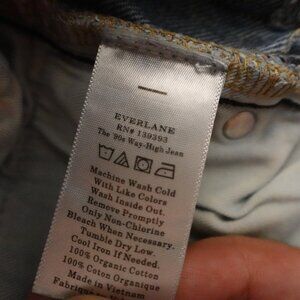 EVERLANE
RN# 139393
The '90s Way-High Jean
Machine Wash Cold
With Like Colors
Wash Inside Out.
Remove Promptly
Only Non-Chlorine
Bleach When Necessary.
Tumble Dry Low.
Cool Iron If Needed.
100% Organic Cotton
100% Coton Organique
Made in Vietnam